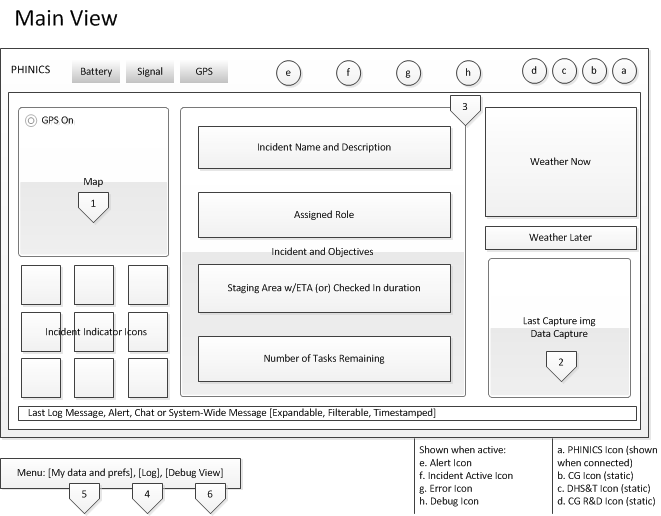 Main View
PHINICS
Battery
Signal
GPS
e
f
g
h
d
c
b
a
GPS On
Map
1
3
Incident Name and Description
Assigned Role
Incident and Objectives
Staging Area w/ETA (or) Checked In duration
Number of Tasks Remaining
Weather Now
Weather Later
Last Capture img
Data Capture
2
Incident Indicator Icons
Last Log Message, Alert, Chat or System-Wide Message [Expandable, Filterable, Timestamped]
Menu: [My data and prefs], [Log], [Debug View]
5
4
6
Shown when active:
e. Alert Icon
f. Incident Active Icon
g. Error Icon
h. Debug Icon
a. PHINICS Icon (shown
when connected)
b. CG Icon (static)
c. DHS&T Icon (static)
d. CG R&D Icon (static)